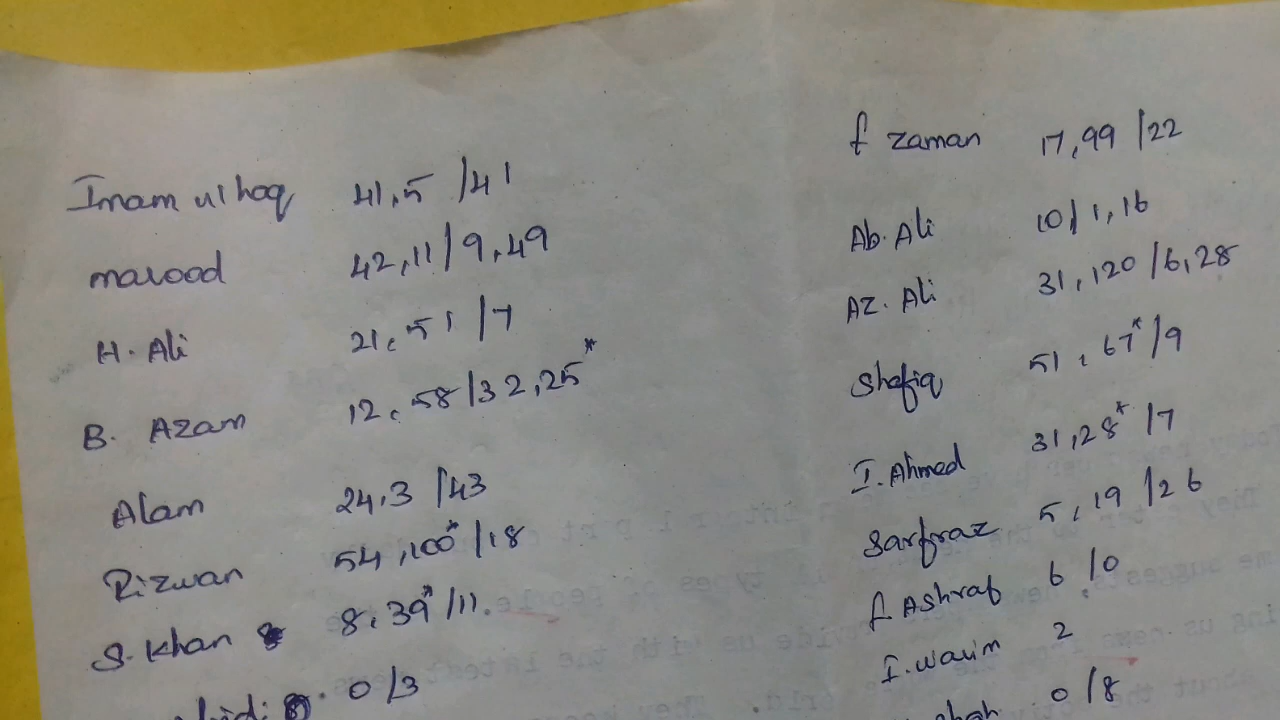 Imam ul haq 41,5 /41
masood 42,11/9,49
H. Ali 21,51 /7
B. Azam 12,58/32,25*
Alam 24,3 /43
Rizwan 54,100*/18
S. Khan 8,39*/11.
0/3
f zaman 17,99 /22
Ab. Ali 10/1,16
AZ. Ali 31,120 /6,28
Shafiq 51,67*/9
I. Ahmed 31,28* /7
Sarfraz 5,19 /26
f Ashraf 6 /0
I. wasim 2
0 /8